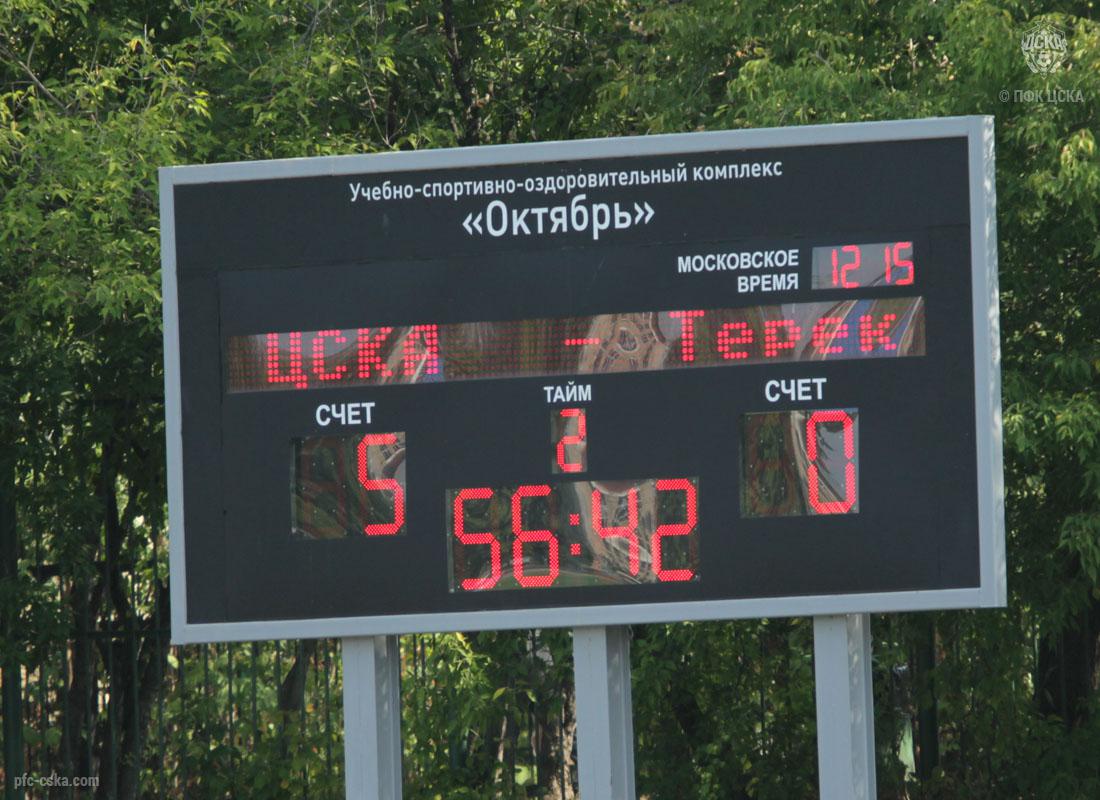 ЦСКА
© ПФК ЦСКА
Учебно-спортивно-оздоровительный комплекс
«Октябрь»
МОСКОВСКОЕ ВРЕМЯ
12 15
ЦСКА - Терек
СЧЕТ
ТАЙМ
СЧЕТ
5
2
0
56:42
pfc-cska.com